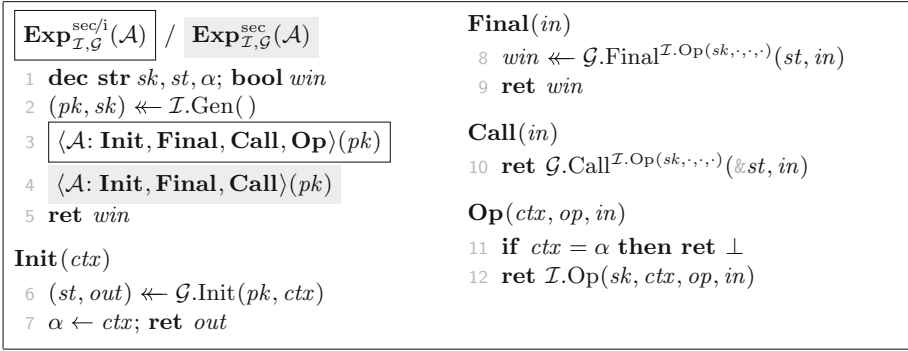 Exp^{sec/i}_{I,G}(A) / Exp^{sec}_{I,G}(A)
1 dec str sk, st, α; bool win
2 (pk, sk) ↞ I.Gen( )
3 ⟨A: Init, Final, Call, Op⟩(pk)
4 ⟨A: Init, Final, Call⟩(pk)
5 ret win
Init(ctx)
6 (st, out) ↞ G.Init(pk, ctx)
7 α ← ctx; ret out
Final(in)
8 win ↞ G.Final^{I.Op(sk,·,·,·)}(st, in)
9 ret win
Call(in)
10 ret G.Call^{I.Op(sk,·,·,·)}(&st, in)
Op(ctx, op, in)
11 if ctx = α then ret ⊥
12 ret I.Op(sk, ctx, op, in)